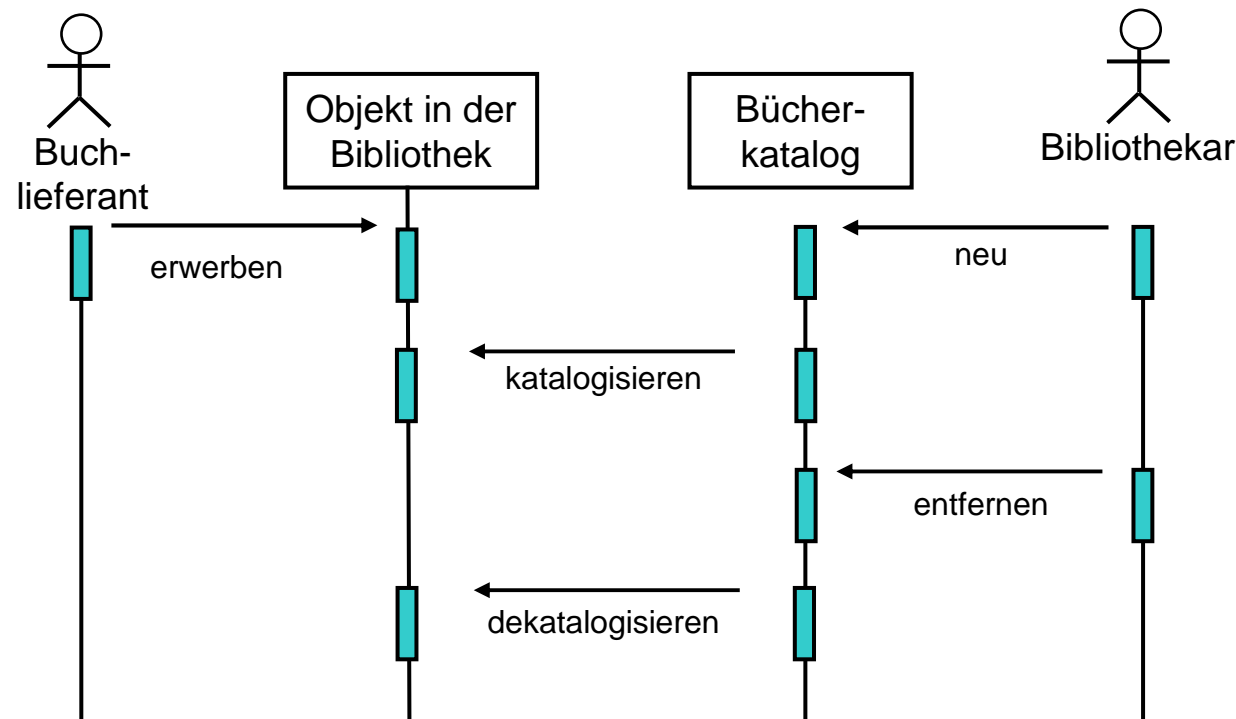 Buch-
lieferant
Objekt in der
Bibliothek
Bücher-
katalog
Bibliothekar
erwerben
neu
katalogisieren
entfernen
dekatalogisieren